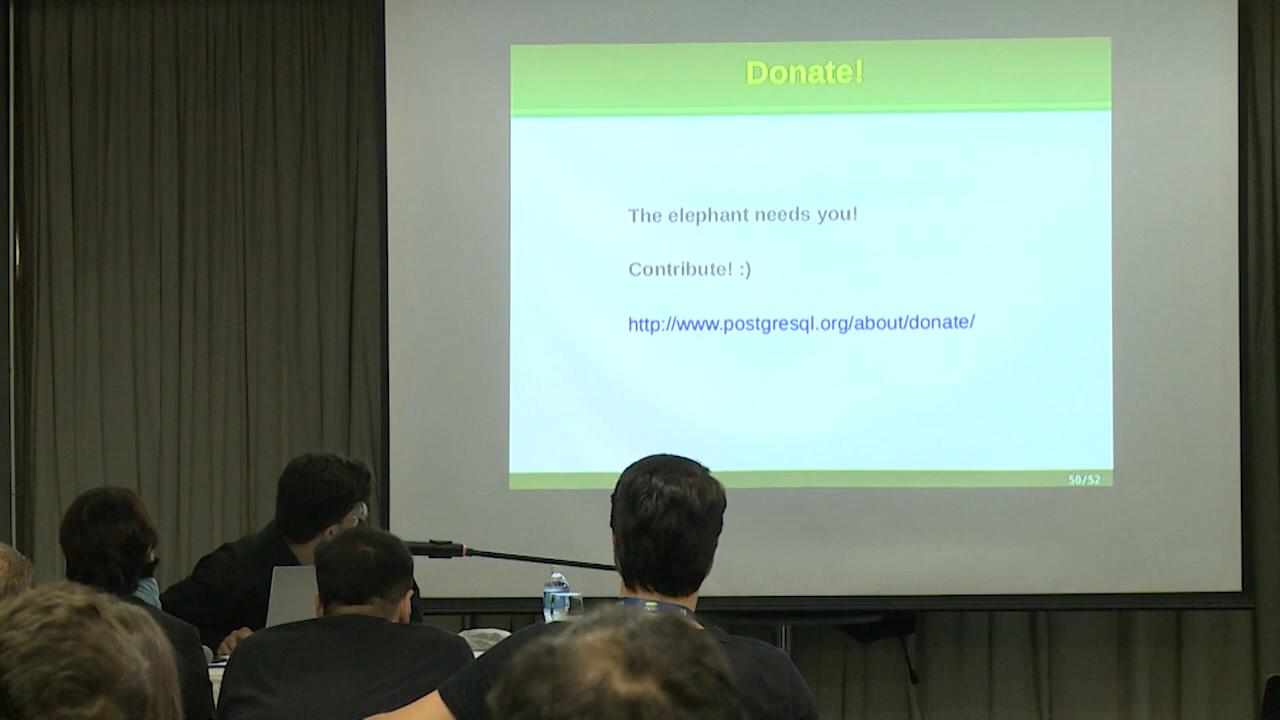 Donate!
The elephant needs you!
Contribute! :)
http://www.postgresql.org/about/donate/
50/52